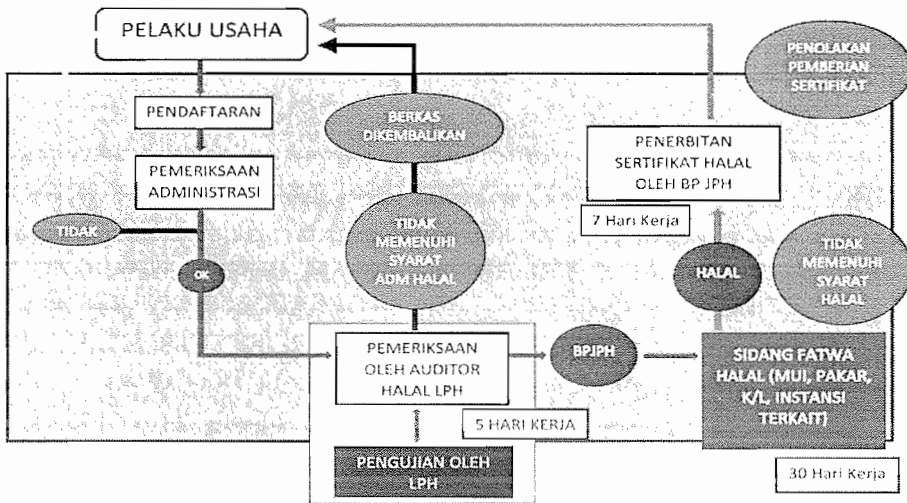 PELAKU USAHA
PENOLAKAN
PEMBERIAN
SERTIFIKAT
PENDAFTARAN
BERKAS
DIKEMBALIKAN
PENERBITAN
SERTIFIKAT HALAL
OLEH BP JPH
PEMERIKSAAN
ADMINISTRASI
7 Hari Kerja
TIDAK
TIDAK
MEMENUHI
SYARAT
ADM HALAL
TIDAK
MEMENUHI
SYARAT
HALAL
OK
HALAL
PEMERIKSAAN
OLEH AUDITOR
HALAL LPH
BPJPH
SIDANG FATWA
HALAL (MUI, PAKAR,
K/L, INSTANSI
TERKAIT)
5 HARI KERJA
PENGUJIAN OLEH
LPH
30 Hari Kerja